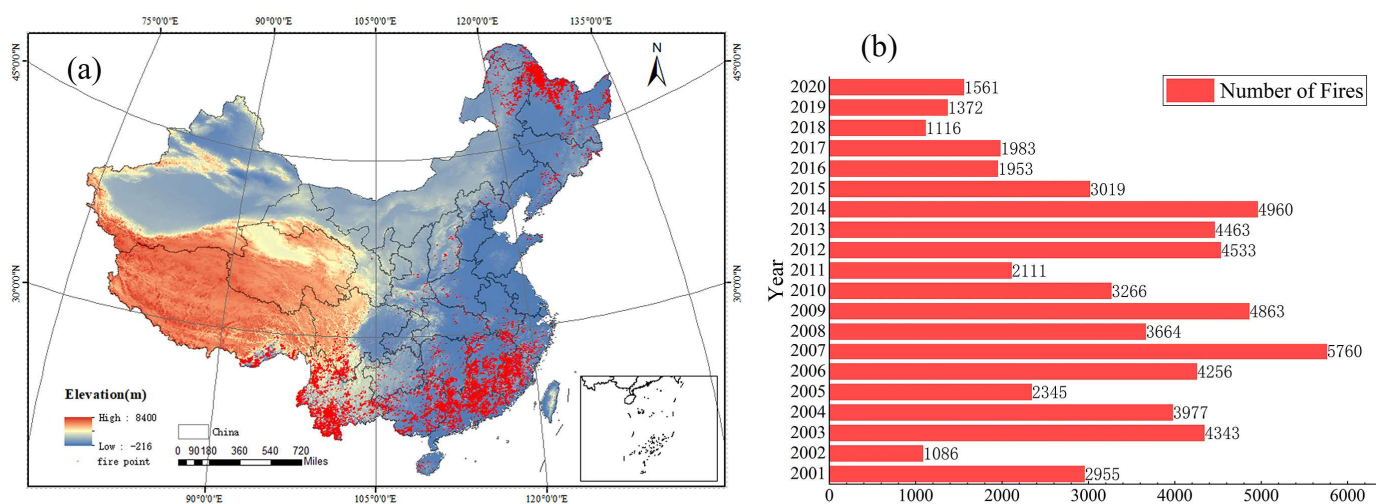 75°0'0"E 90°0'0"E 105°0'0"E 120°0'0"E 135°0'0"E
(a)
N
45°0'0"N 45°0'0"N
30°0'0"N 30°0'0"N
Elevation(m)
High : 8400
Low : -216
fire point
China
0 90 180 360 540 720
Miles
90°0'0"E 105°0'0"E 120°0'0"E
(b)
Number of Fires
Year
2020 1561
2019 1372
2018 1116
2017 1983
2016 1953
2015 3019
2014 4960
2013 4463
2012 4533
2011 2111
2010 3266
2009 4863
2008 3664
2007 5760
2006 4256
2005 2345
2004 3977
2003 4343
2002 1086
2001 2955
0 1000 2000 3000 4000 5000 6000